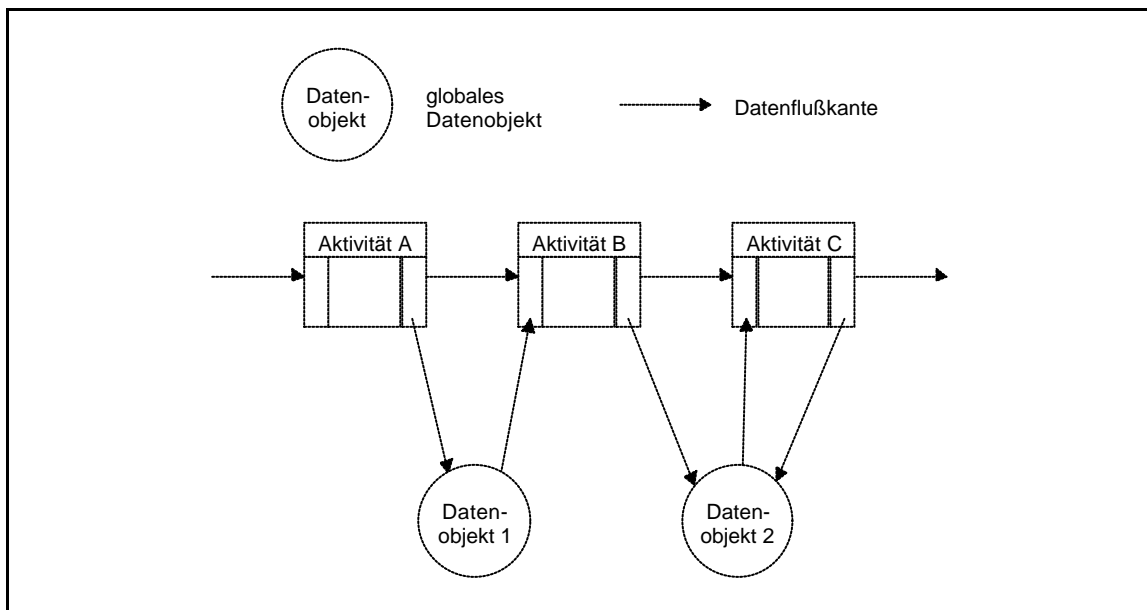 Daten-
objekt
globales
Datenobjekt
Datenflußkante
Aktivität A
Aktivität B
Aktivität C
Daten-
objekt 1
Daten-
objekt 2